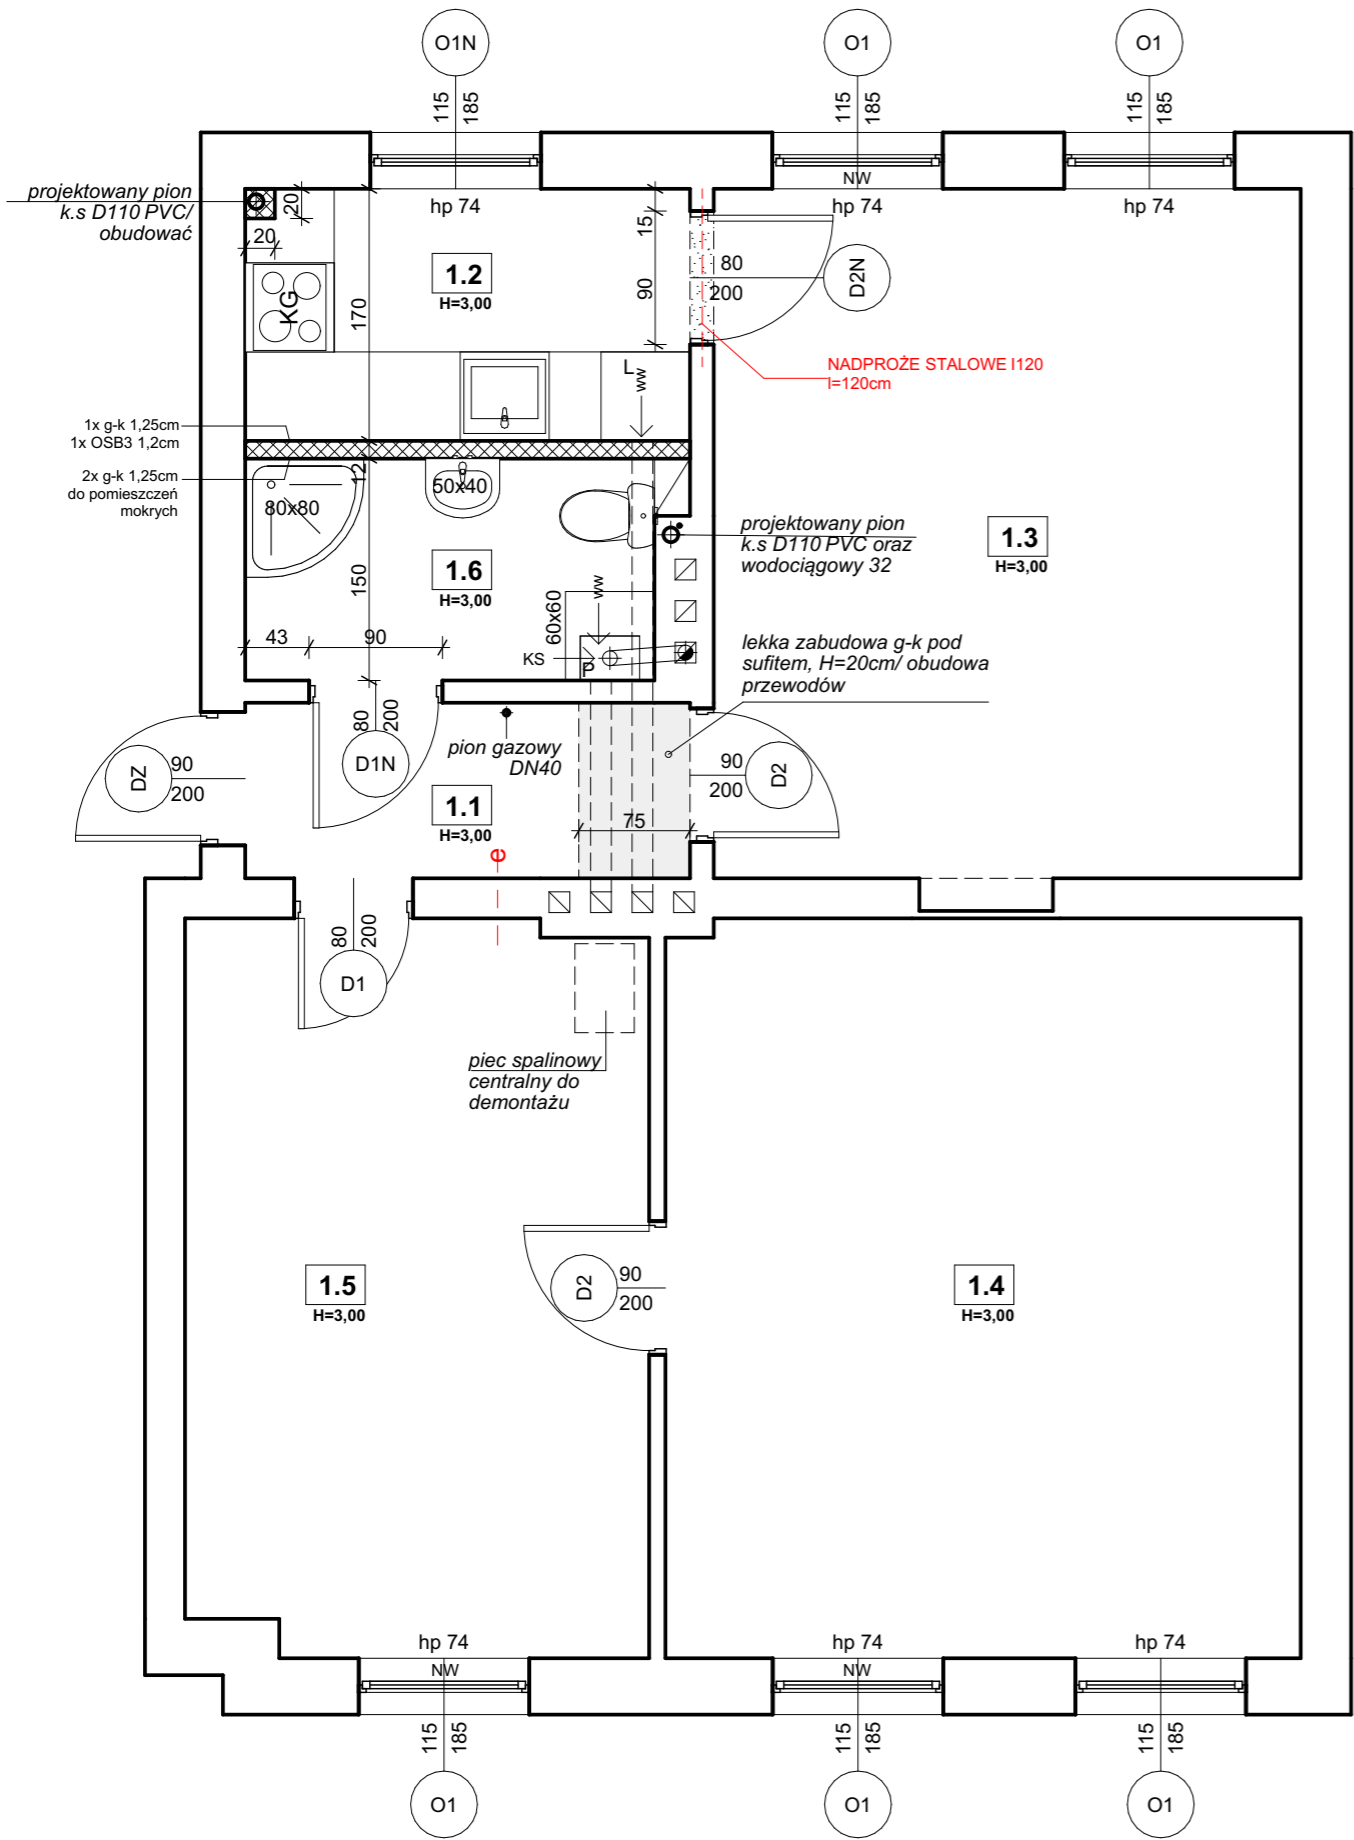 O1N
O1
O1
115
185
115
185
115
185
NW
hp 74
hp 74
hp 74
projektowany pion
k.s D110 PVC/
obudować
20
20
15
1.2
H=3,00
KG
170
90
80
200
D2N
NADPROŻE STALOWE I120
l=120cm
L
ww
1x g-k 1,25cm
1x OSB3 1,2cm
2x g-k 1,25cm
do pomieszczeń
mokrych
12
80x80
50x40
projektowany pion
k.s D110 PVC oraz
wodociągowy 32
1.3
H=3,00
1.6
H=3,00
150
ww
60x60
43
90
KS
P
lekka zabudowa g-k pod
sufitem, H=20cm/ obudowa
przewodów
80
200
D1N
pion gazowy
DN40
DZ
90
200
90
200
D2
1.1
H=3,00
75
e
80
200
D1
piec spalinowy
centralny do
demontażu
1.5
H=3,00
D2
90
200
1.4
H=3,00
hp 74
hp 74
hp 74
NW
NW
115
185
115
185
115
185
O1
O1
O1